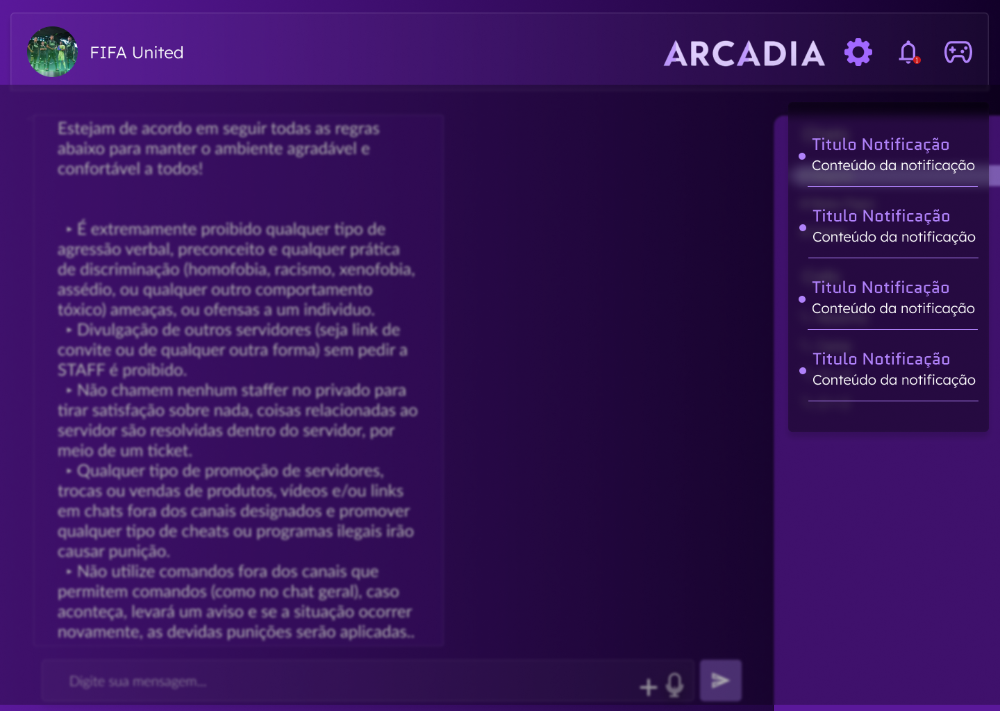 FIFA United
ARCADIA
1
Estejam de acordo em seguir todas as regras
abaixo para manter o ambiente agradável e
confortável a todos!
‣ É extremamente proibido qualquer tipo de
agressão verbal, preconceito e qualquer prática
de discriminação (homofobia, racismo, xenofobia,
assédio, ou qualquer outro comportamento
tóxico) ameaças, ou ofensas a um individuo.
‣ Divulgação de outros servidores (seja link de
convite ou de qualquer outra forma) sem pedir a
STAFF é proibido.
‣ Não chamem nenhum staffer no privado para
tirar satisfação sobre nada, coisas relacionadas ao
servidor são resolvidas dentro do servidor, por
meio de um ticket.
‣ Qualquer tipo de promoção de servidores,
trocas ou vendas de produtos, vídeos e/ou links
em chats fora dos canais designados e promover
qualquer tipo de cheats ou programas ilegais irão
causar punição.
‣ Não utilize comandos fora dos canais que
permitem comandos (como no chat geral), caso
aconteça, levará um aviso e se a situação ocorrer
novamente, as devidas punições serão aplicadas..
Digite sua mensagem...
Titulo Notificação
Conteúdo da notificação
Titulo Notificação
Conteúdo da notificação
Titulo Notificação
Conteúdo da notificação
Titulo Notificação
Conteúdo da notificação